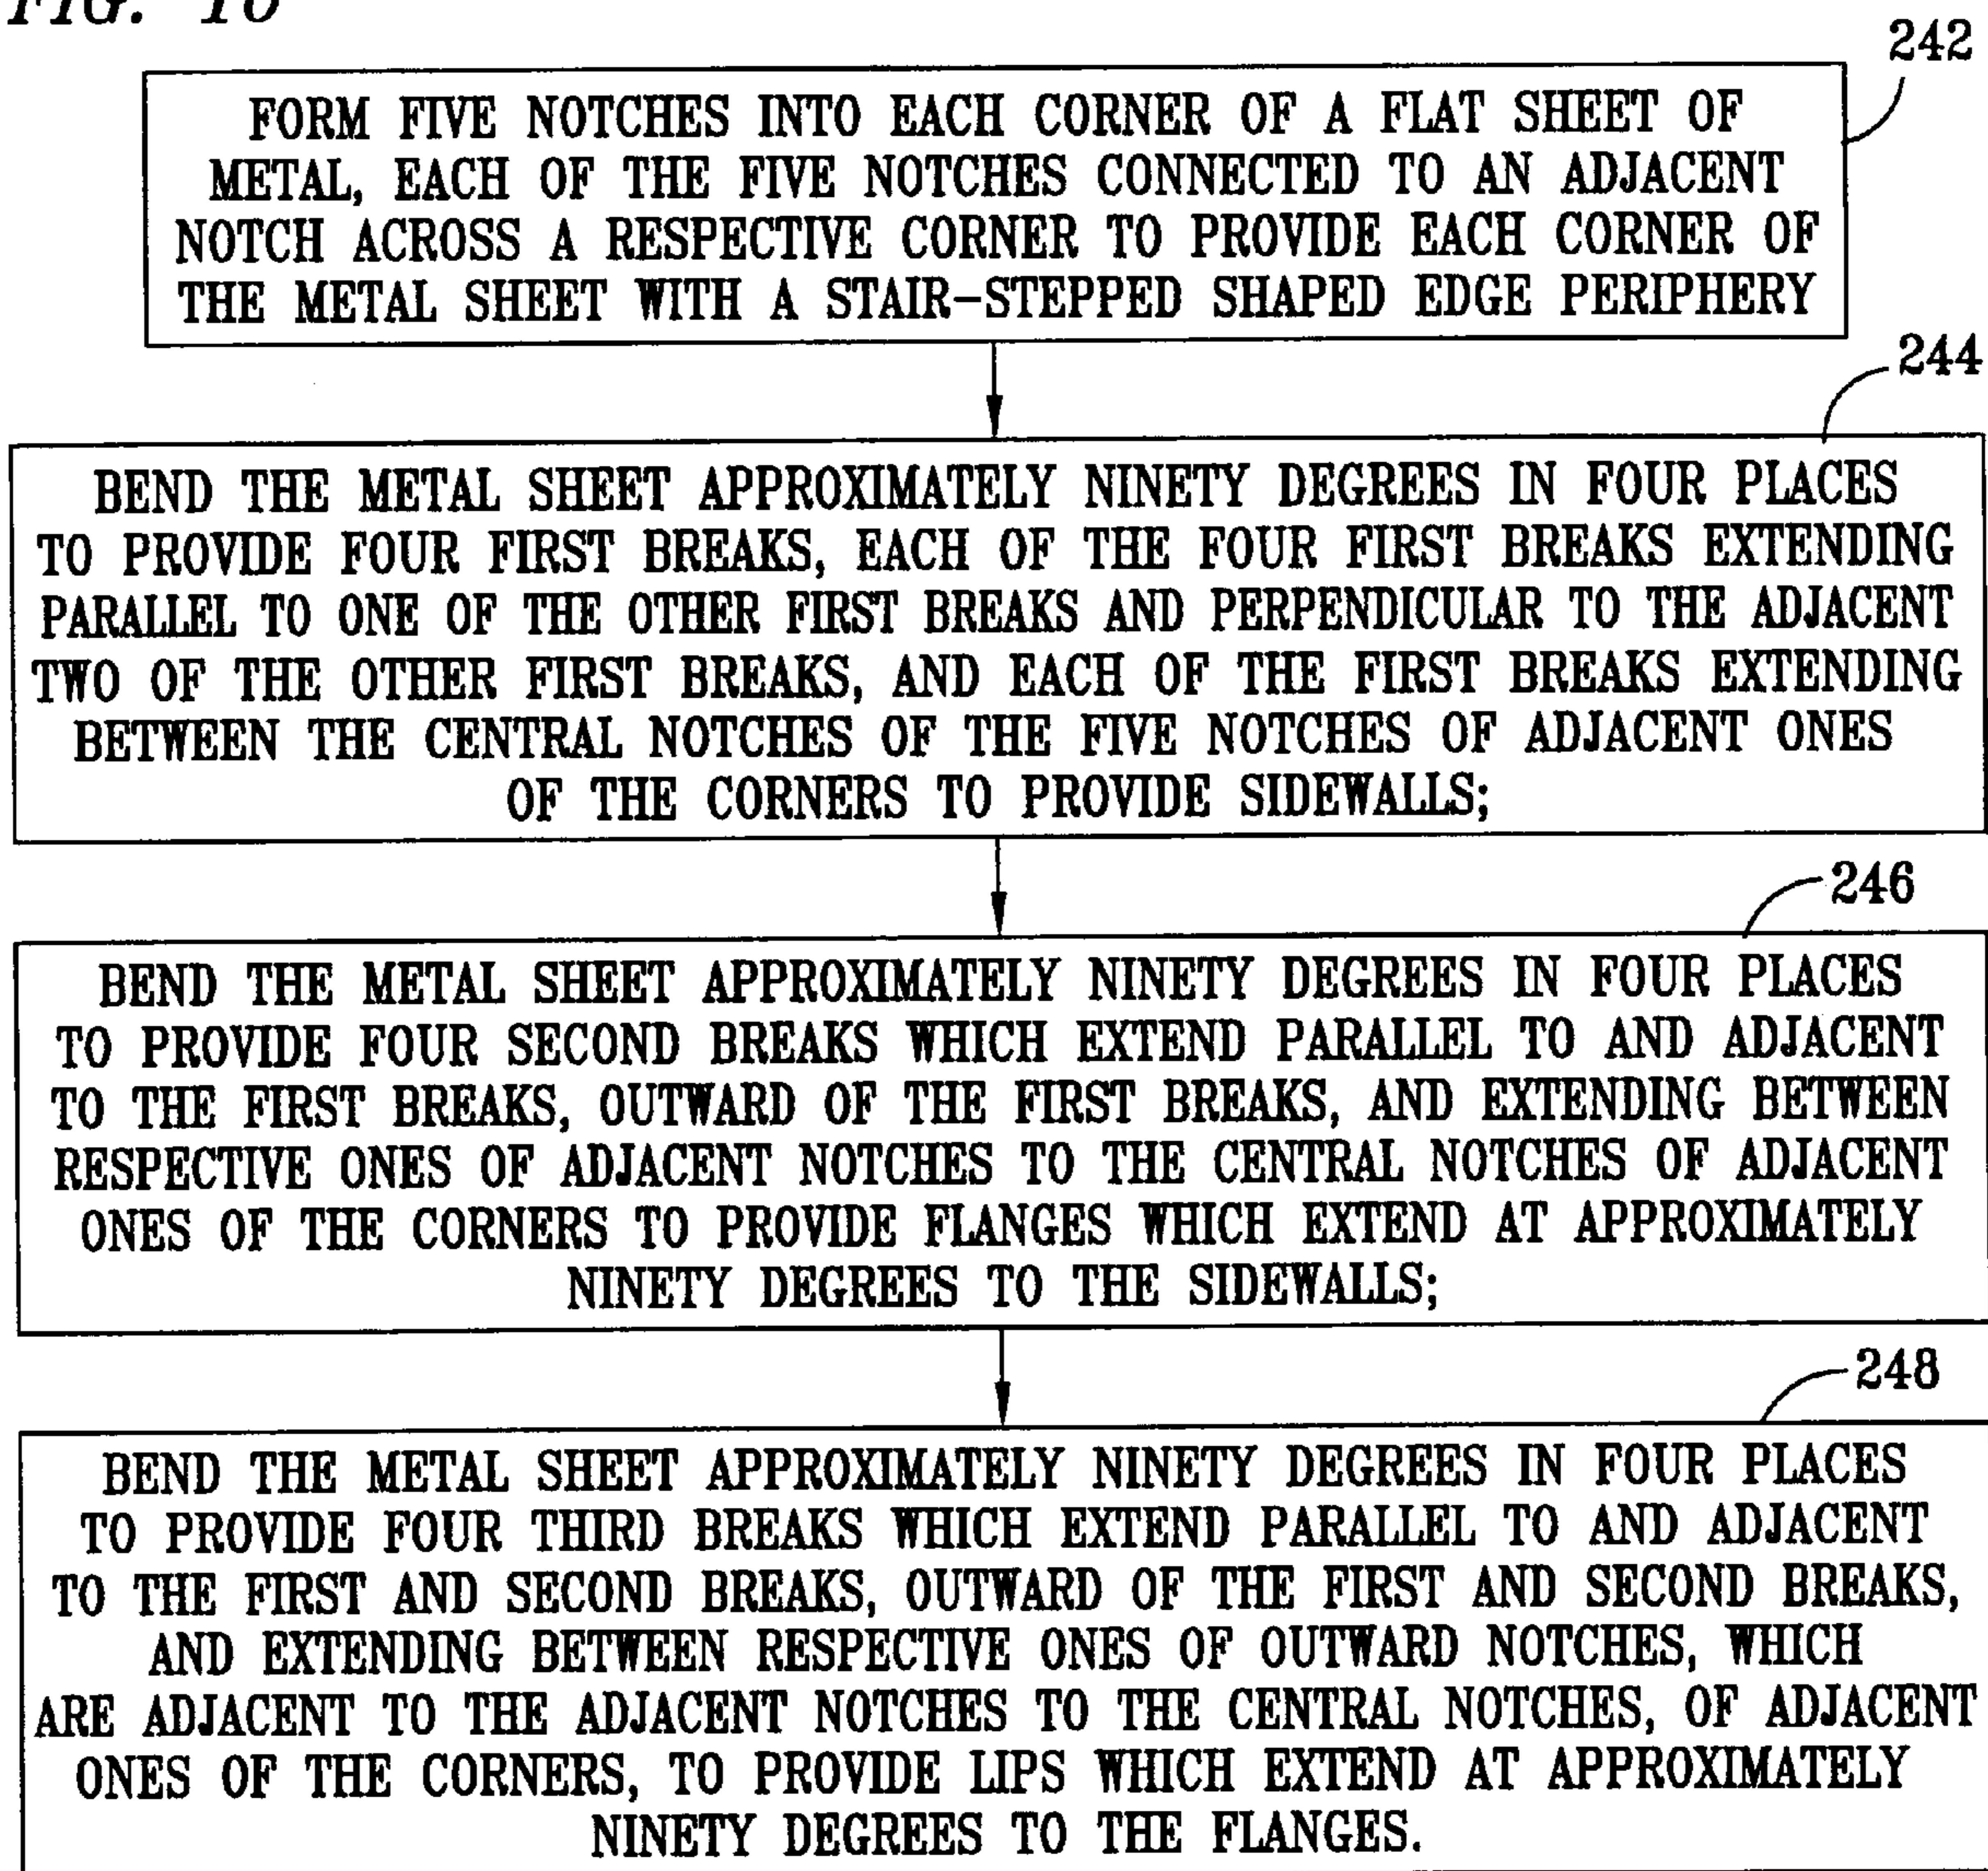 FIG. 16
242
FORM FIVE NOTCHES INTO EACH CORNER OF A FLAT SHEET OF
METAL, EACH OF THE FIVE NOTCHES CONNECTED TO AN ADJACENT
NOTCH ACROSS A RESPECTIVE CORNER TO PROVIDE EACH CORNER OF
THE METAL SHEET WITH A STAIR-STEPPED SHAPED EDGE PERIPHERY
244
BEND THE METAL SHEET APPROXIMATELY NINETY DEGREES IN FOUR PLACES
TO PROVIDE FOUR FIRST BREAKS, EACH OF THE FOUR FIRST BREAKS EXTENDING
PARALLEL TO ONE OF THE OTHER FIRST BREAKS AND PERPENDICULAR TO THE ADJACENT
TWO OF THE OTHER FIRST BREAKS, AND EACH OF THE FIRST BREAKS EXTENDING
BETWEEN THE CENTRAL NOTCHES OF THE FIVE NOTCHES OF ADJACENT ONES
OF THE CORNERS TO PROVIDE SIDEWALLS;
246
BEND THE METAL SHEET APPROXIMATELY NINETY DEGREES IN FOUR PLACES
TO PROVIDE FOUR SECOND BREAKS WHICH EXTEND PARALLEL TO AND ADJACENT
TO THE FIRST BREAKS, OUTWARD OF THE FIRST BREAKS, AND EXTENDING BETWEEN
RESPECTIVE ONES OF ADJACENT NOTCHES TO THE CENTRAL NOTCHES OF ADJACENT
ONES OF THE CORNERS TO PROVIDE FLANGES WHICH EXTEND AT APPROXIMATELY
NINETY DEGREES TO THE SIDEWALLS;
248
BEND THE METAL SHEET APPROXIMATELY NINETY DEGREES IN FOUR PLACES
TO PROVIDE FOUR THIRD BREAKS WHICH EXTEND PARALLEL TO AND ADJACENT
TO THE FIRST AND SECOND BREAKS, OUTWARD OF THE FIRST AND SECOND BREAKS,
AND EXTENDING BETWEEN RESPECTIVE ONES OF OUTWARD NOTCHES, WHICH
ARE ADJACENT TO THE ADJACENT NOTCHES TO THE CENTRAL NOTCHES, OF ADJACENT
ONES OF THE CORNERS, TO PROVIDE LIPS WHICH EXTEND AT APPROXIMATELY
NINETY DEGREES TO THE FLANGES.